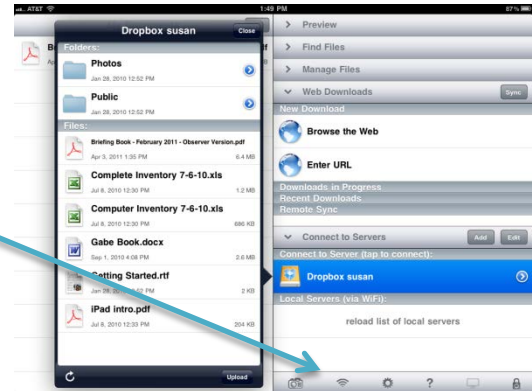 AT&T
1:49 PM
87%
Dropbox susan
Close
Folders:
Photos
Jan 28, 2010 12:52 PM
Public
Jan 28, 2010 12:52 PM
Files:
Briefing Book - February 2011 - Observer Version.pdf
Apr 3, 2011 1:35 PM
6.4 MB
Complete Inventory 7-6-10.xls
Jul 8, 2010 12:30 PM
1.2 MB
Computer Inventory 7-6-10.xls
Jul 8, 2010 12:30 PM
686 KB
Gabe Book.docx
Sep 1, 2010 4:08 PM
2.6 MB
Getting Started.rtf
Jan 28, 2010 12:52 PM
2 KB
iPad intro.pdf
Jul 8, 2010 12:33 PM
204 KB
Upload
Preview
Find Files
Manage Files
Web Downloads
Sync
New Download
Browse the Web
Enter URL
Downloads in Progress
Recent Downloads
Remote Sync
Connect to Servers
Add
Edit
Connect to Server (tap to connect):
Dropbox susan
Local Servers (via WiFi):
reload list of local servers
?